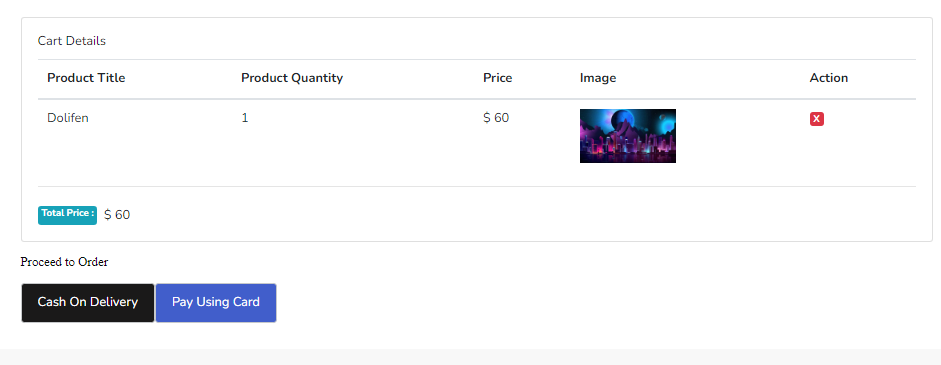 Cart Details
Product Title Product Quantity Price Image Action
Dolifen 1 $ 60 X
Total Price : $ 60
Proceed to Order
Cash On Delivery Pay Using Card